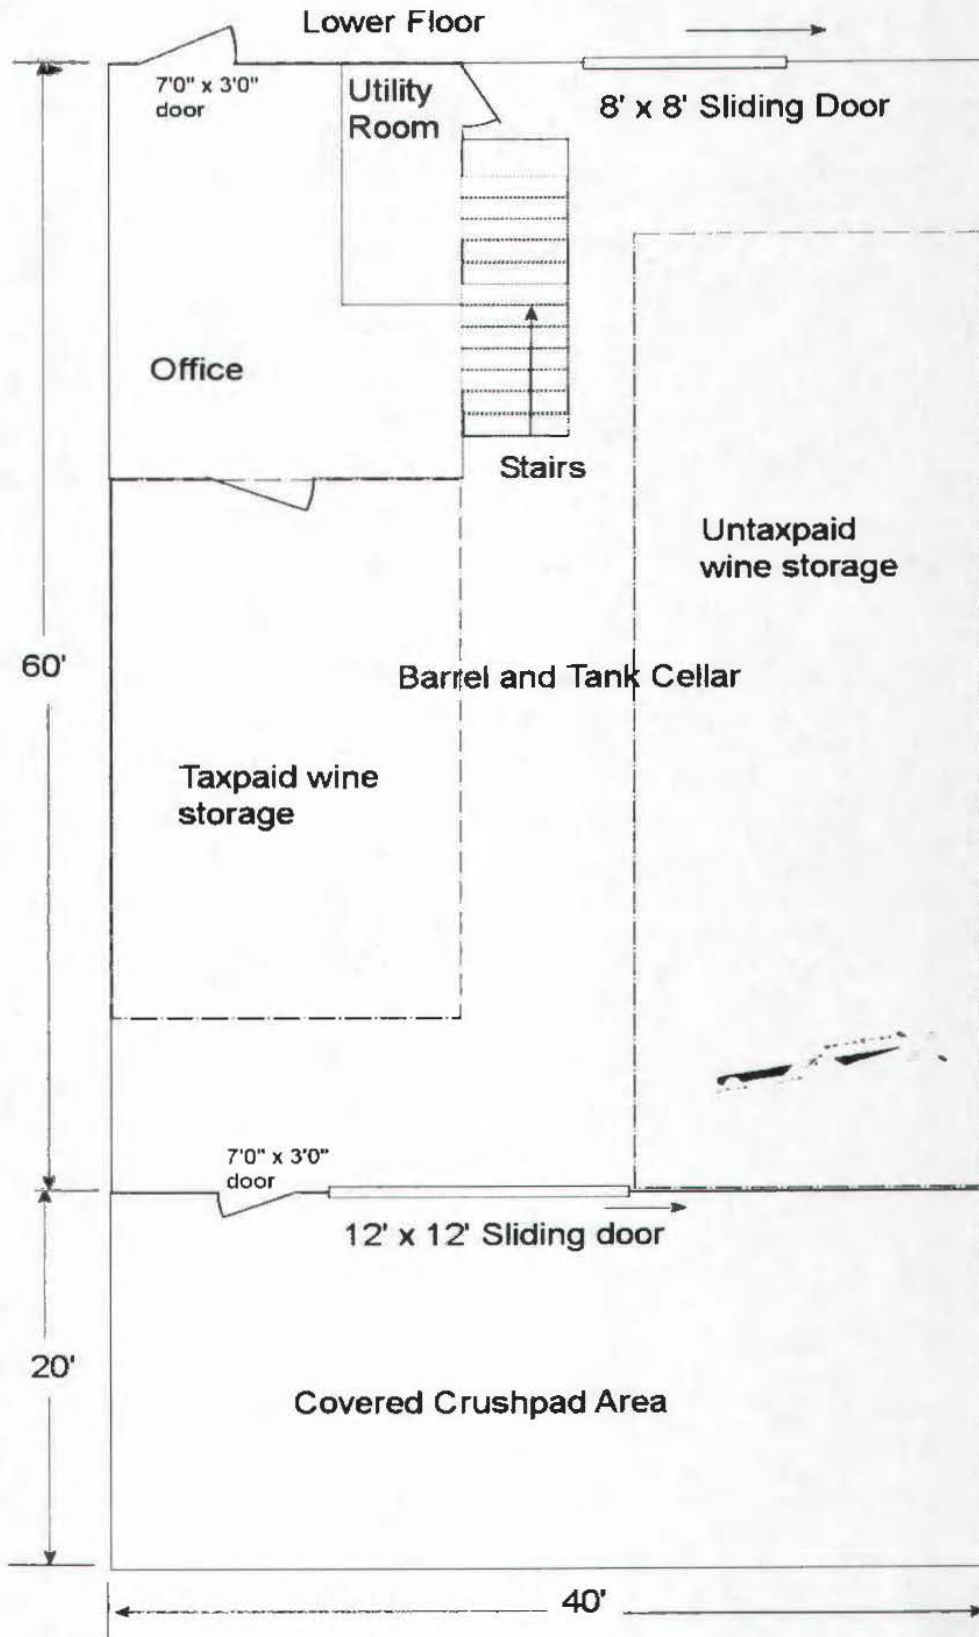 Lower Floor
7'0" x 3'0"
door
Utility
Room
8' x 8' Sliding Door
Office
Stairs
Untaxpaid
wine storage
60'
Barrel and Tank Cellar
Taxpaid wine
storage
7'0" x 3'0"
door
12' x 12' Sliding door
20'
Covered Crushpad Area
40'